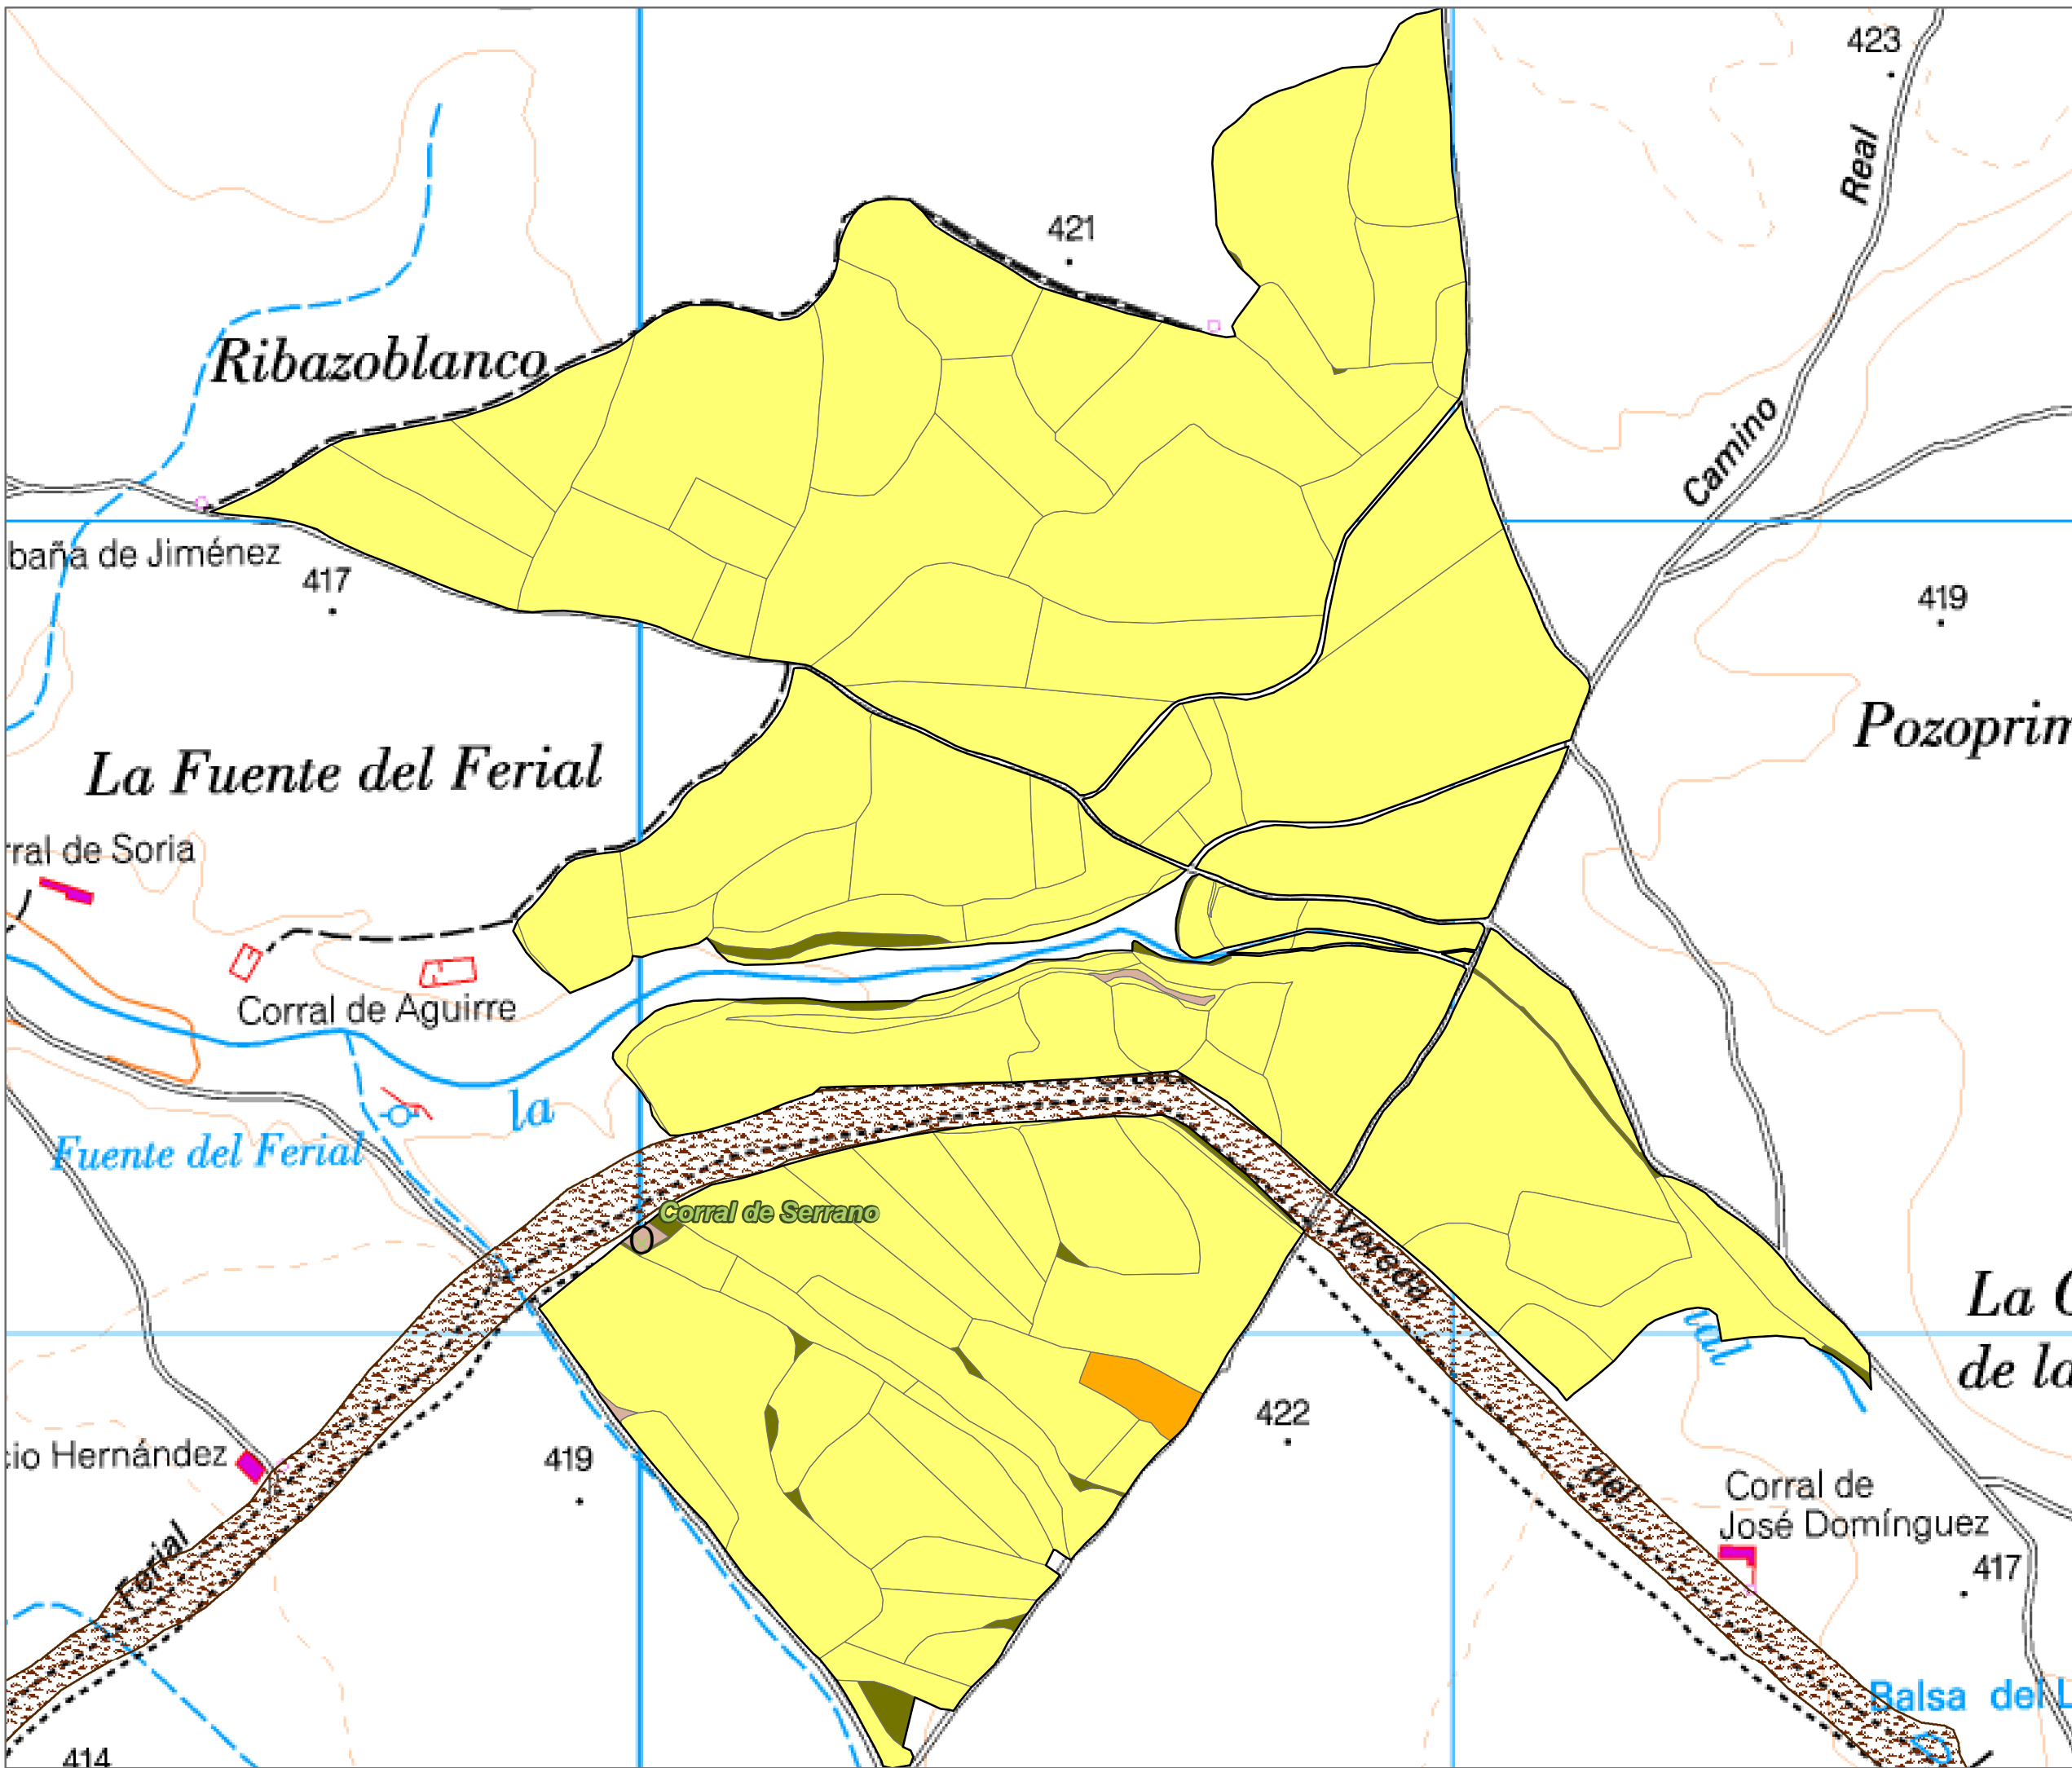 423
Real
421
Ribazoblanco
Camino
baña de Jiménez
417
419
Pozoprim
La Fuente del Ferial
rral de Soria
Corral de Aguirre
la
Fuente del Ferial
Corral de Serrano
O
Vereda
La C
de la
ial
422
cio Hernández
419
del
Corral de
José Domínguez
417
Ferial
Balsa del L
414